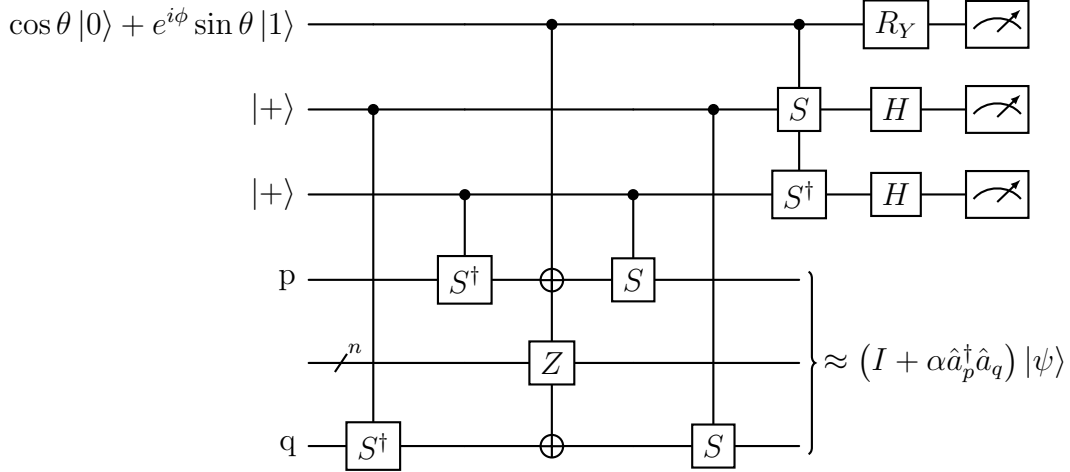 cos θ |0⟩ + e^{iϕ} sin θ |1⟩ R_Y
|+⟩ S H
|+⟩ S† H
p S† S
n Z ≈ (I + αâ_p^†â_q) |ψ⟩
q S† S